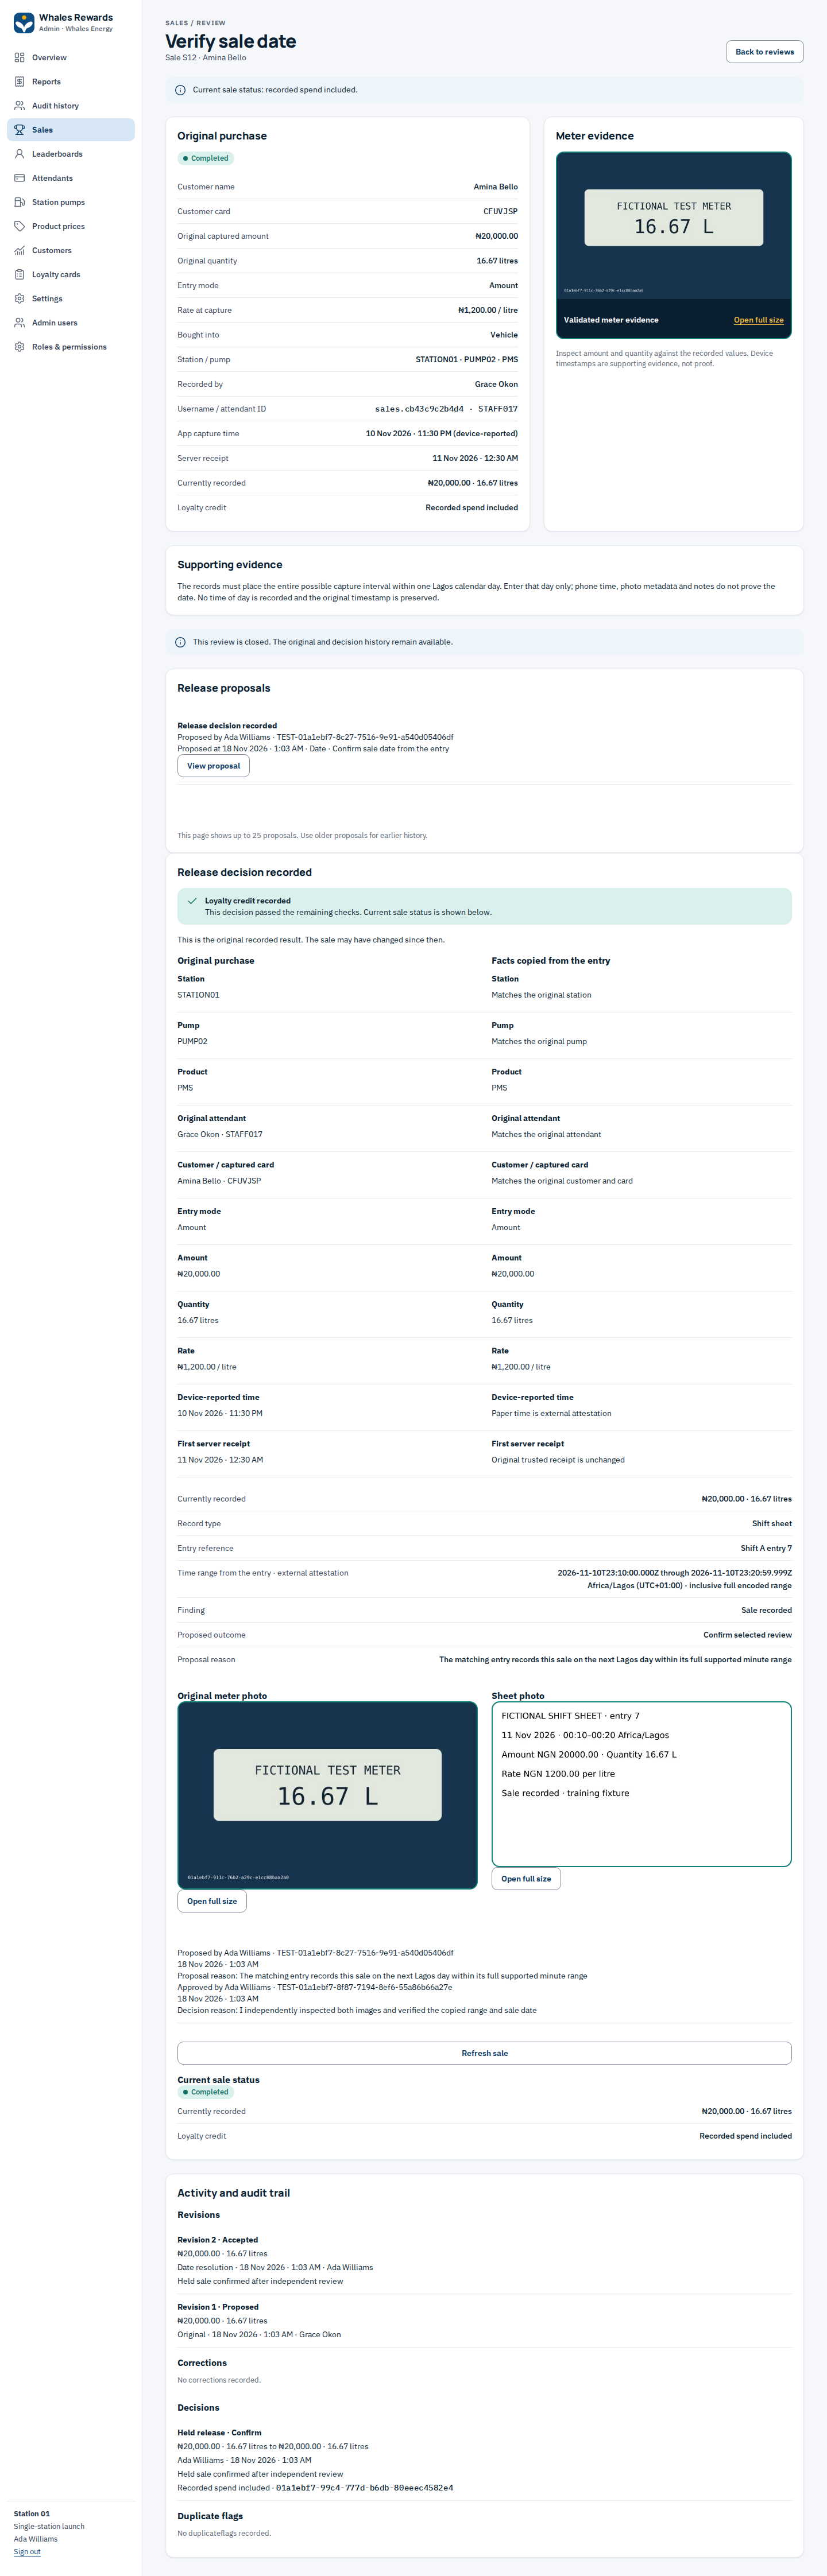 Whales Rewards
Admin · Whales Energy
Overview
Reports
Audit history
Sales
Leaderboards
Attendants
Station pumps
Product prices
Customers
Loyalty cards
Settings
Admin users
Roles & permissions
SALES / REVIEW
Verify sale date
Sale S12 · Amina Bello
Back to reviews
Current sale status: recorded spend included.
Original purchase
Completed
Customer name Amina Bello
Customer card CFUVJSP
Original captured amount ₦20,000.00
Original quantity 16.67 litres
Entry mode Amount
Rate at capture ₦1,200.00 / litre
Bought into Vehicle
Station / pump STATION01 · PUMP02 · PMS
Recorded by Grace Okon
Username / attendant ID sales.cb43c9c2b4d4 · STAFF017
App capture time 10 Nov 2026 · 11:30 PM (device-reported)
Server receipt 11 Nov 2026 · 12:30 AM
Currently recorded ₦20,000.00 · 16.67 litres
Loyalty credit Recorded spend included
Meter evidence
FICTIONAL TEST METER
16.67 L
Validated meter evidence Open full size
Inspect amount and quantity against the recorded values. Device
timestamps are supporting evidence, not proof.
Supporting evidence
The records must place the entire possible capture interval within one Lagos calendar day. Enter that day only; phone time, photo metadata and notes do not prove the
date. No time of day is recorded and the original timestamp is preserved.
This review is closed. The original and decision history remain available.
Release proposals
Release decision recorded
Proposed by Ada Williams · TEST-01a1ebf7-8c27-7516-9e91-a540d05406df
Proposed at 18 Nov 2026 · 1:03 AM · Date · Confirm sale date from the entry
View proposal
This page shows up to 25 proposals. Use older proposals for earlier history.
Release decision recorded
Loyalty credit recorded
This decision passed the remaining checks. Current sale status is shown below.
This is the original recorded result. The sale may have changed since then.
Original purchase Facts copied from the entry
Station Station
STATION01 Matches the original station
Pump Pump
PUMP02 Matches the original pump
Product Product
PMS PMS
Original attendant Original attendant
Grace Okon · STAFF017 Matches the original attendant
Customer / captured card Customer / captured card
Amina Bello · CFUVJSP Matches the original customer and card
Entry mode Entry mode
Amount Amount
Amount Amount
₦20,000.00 ₦20,000.00
Quantity Quantity
16.67 litres 16.67 litres
Rate Rate
₦1,200.00 / litre ₦1,200.00 / litre
Device-reported time Device-reported time
10 Nov 2026 · 11:30 PM Paper time is external attestation
First server receipt First server receipt
11 Nov 2026 · 12:30 AM Original trusted receipt is unchanged
Currently recorded ₦20,000.00 · 16.67 litres
Record type Shift sheet
Entry reference Shift A entry 7
Time range from the entry · external attestation 2026-11-10T23:10:00.000Z through 2026-11-10T23:20:59.999Z
Africa/Lagos (UTC+01:00) · inclusive full encoded range
Finding Sale recorded
Proposed outcome Confirm selected review
Proposal reason The matching entry records this sale on the next Lagos day within its full supported minute range
Original meter photo
FICTIONAL TEST METER
16.67 L
Open full size
Sheet photo
FICTIONAL SHIFT SHEET · entry 7
11 Nov 2026 · 00:10–00:20 Africa/Lagos
Amount NGN 20000.00 · Quantity 16.67 L
Rate NGN 1200.00 per litre
Sale recorded · training fixture
Open full size
Proposed by Ada Williams · TEST-01a1ebf7-8c27-7516-9e91-a540d05406df
18 Nov 2026 · 1:03 AM
Proposal reason: The matching entry records this sale on the next Lagos day within its full supported minute range
Approved by Ada Williams · TEST-01a1ebf7-8f87-7194-8ef6-55a86b66a27e
18 Nov 2026 · 1:03 AM
Decision reason: I independently inspected both images and verified the copied range and sale date
Refresh sale
Current sale status
Completed
Currently recorded ₦20,000.00 · 16.67 litres
Loyalty credit Recorded spend included
Activity and audit trail
Revisions
Revision 2 · Accepted
₦20,000.00 · 16.67 litres
Date resolution · 18 Nov 2026 · 1:03 AM · Ada Williams
Held sale confirmed after independent review
Revision 1 · Proposed
₦20,000.00 · 16.67 litres
Original · 18 Nov 2026 · 1:03 AM · Grace Okon
Corrections
No corrections recorded.
Decisions
Held release · Confirm
₦20,000.00 · 16.67 litres to ₦20,000.00 · 16.67 litres
Ada Williams · 18 Nov 2026 · 1:03 AM
Held sale confirmed after independent review
Recorded spend included · 01a1ebf7-99c4-777d-b6db-80eeec4582e4
Duplicate flags
No duplicateflags recorded.
Station 01
Single-station launch
Ada Williams
Sign out